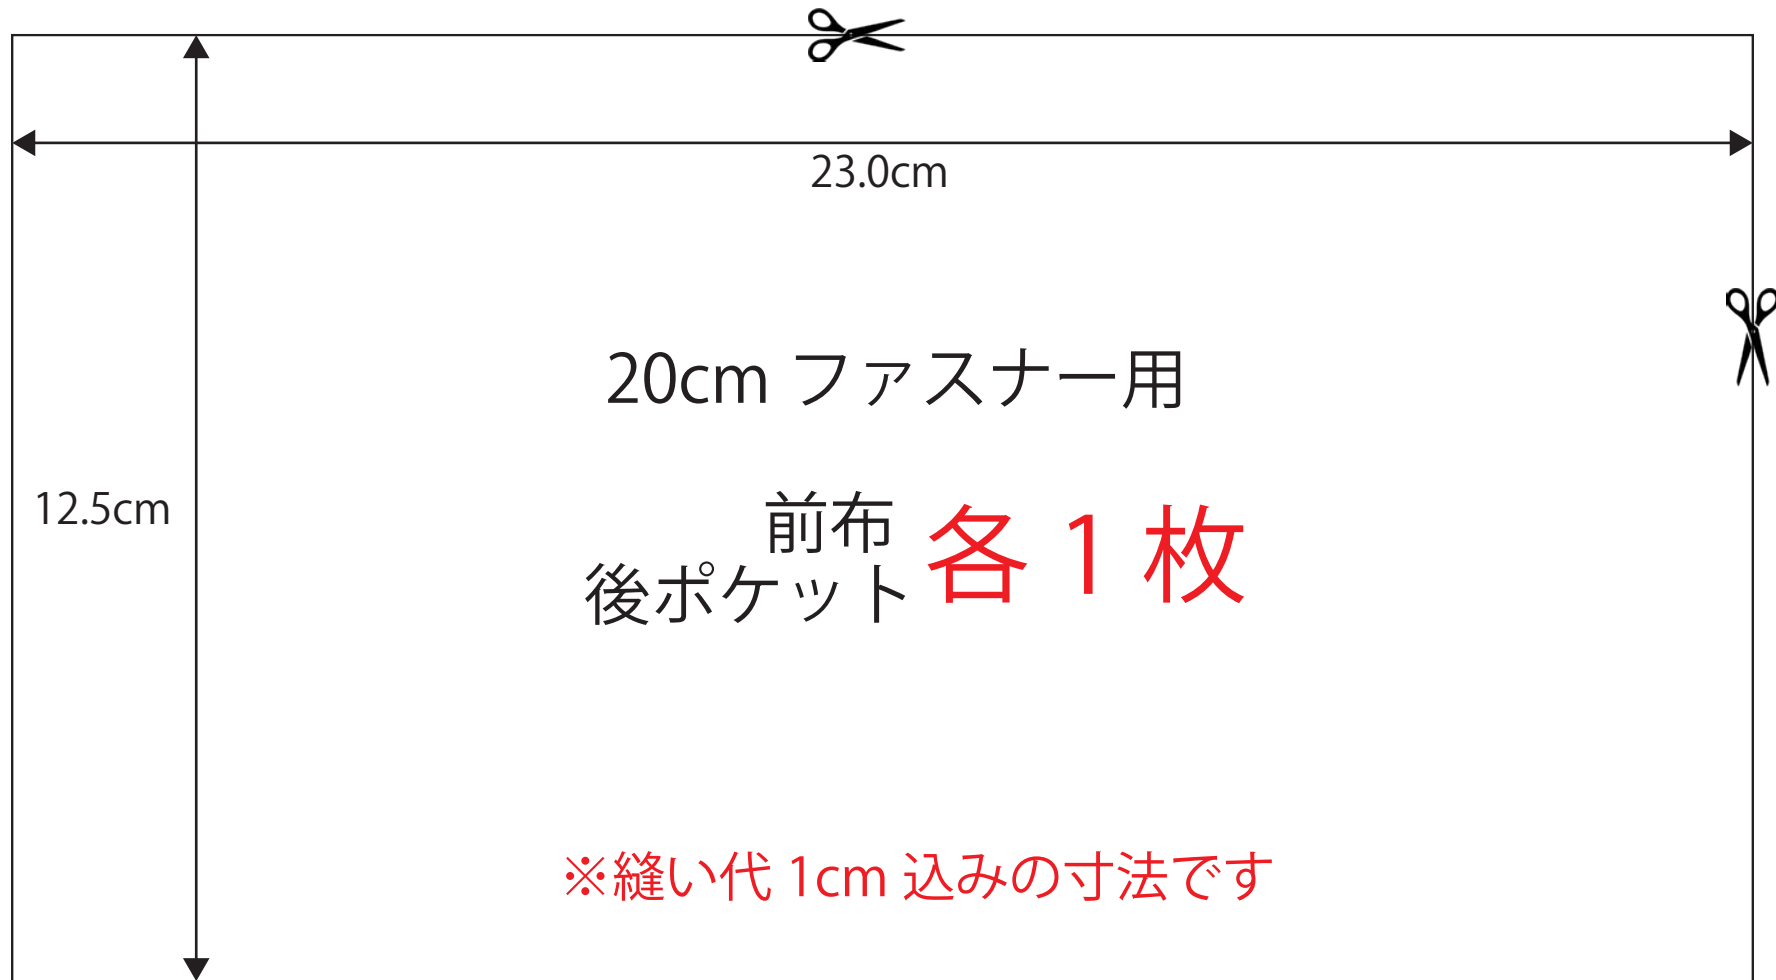 23.0cm
20cm ファスナー用
12.5cm
前布
後ポケット
各1枚
※縫い代 1cm 込みの寸法です